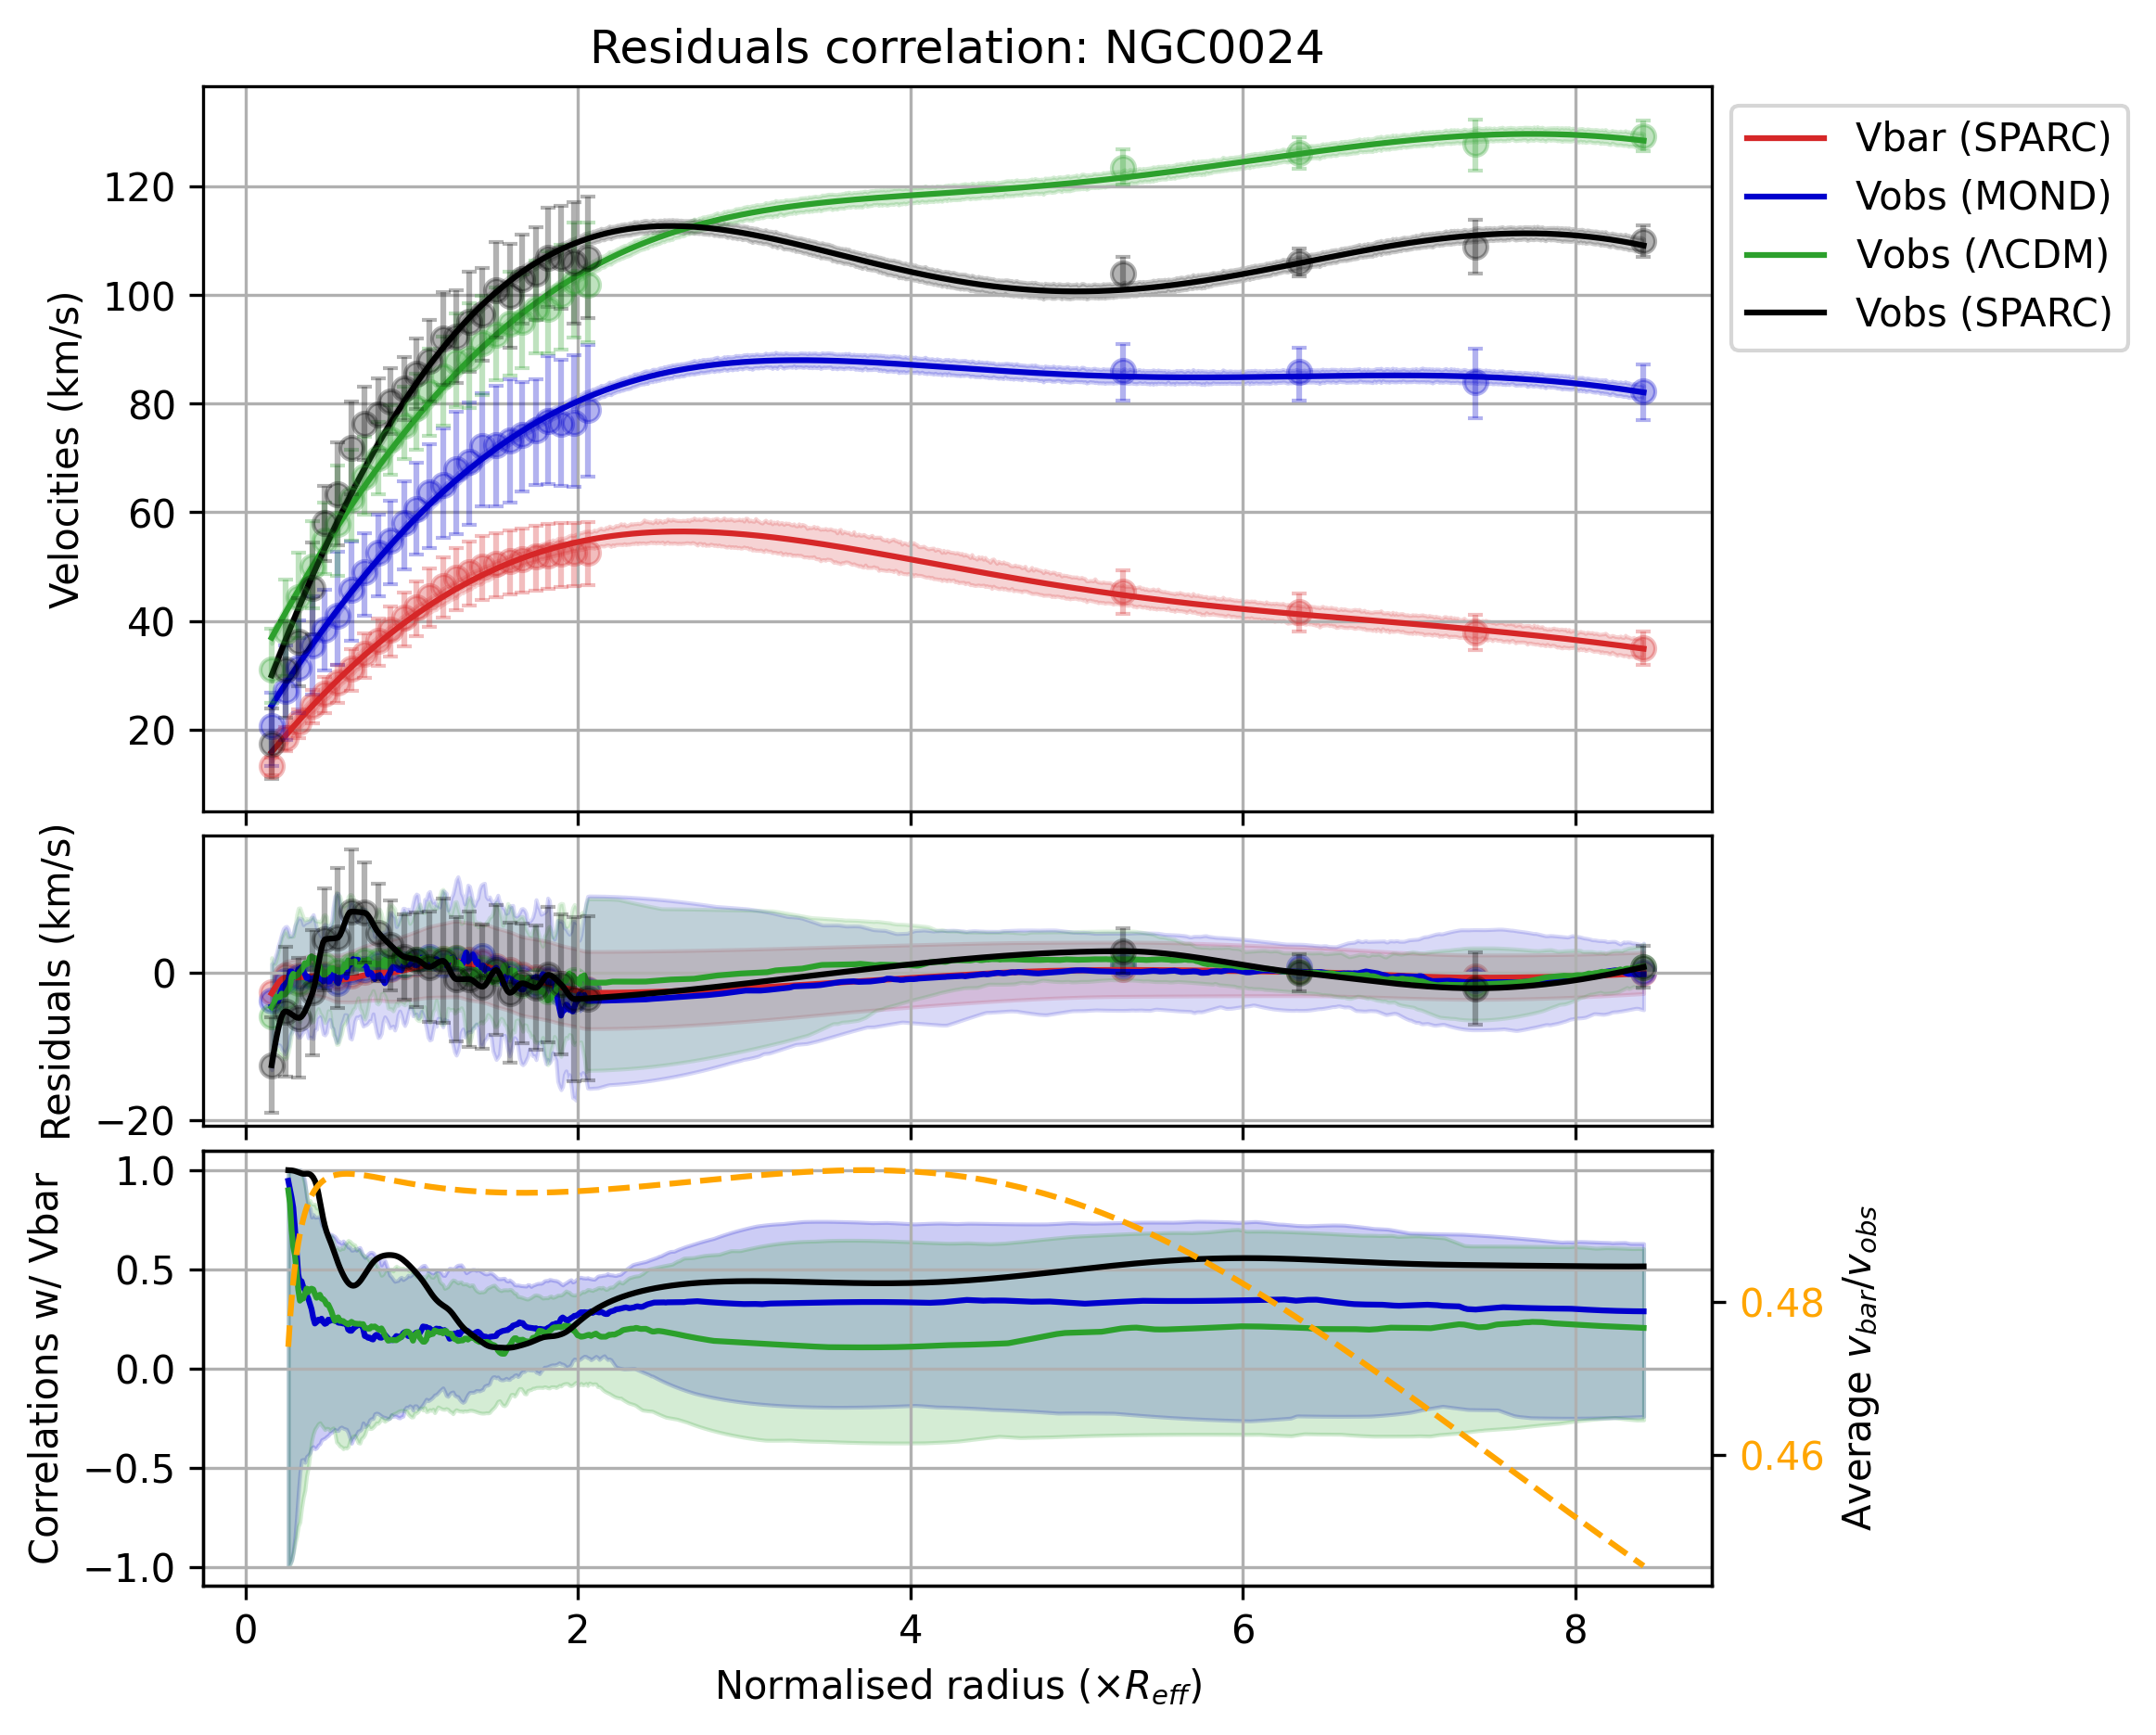 Residuals correlation: NGC0024
Velocities (km/s)
120
100
80
60
40
20
Vbar (SPARC)
Vobs (MOND)
Vobs (ΛCDM)
Vobs (SPARC)
Residuals (km/s)
0
−20
Correlations w/ Vbar
1.0
0.5
0.0
−0.5
−1.0
0.48
0.46
Average v_bar/v_obs
0 2 4 6 8
Normalised radius (×R_eff)